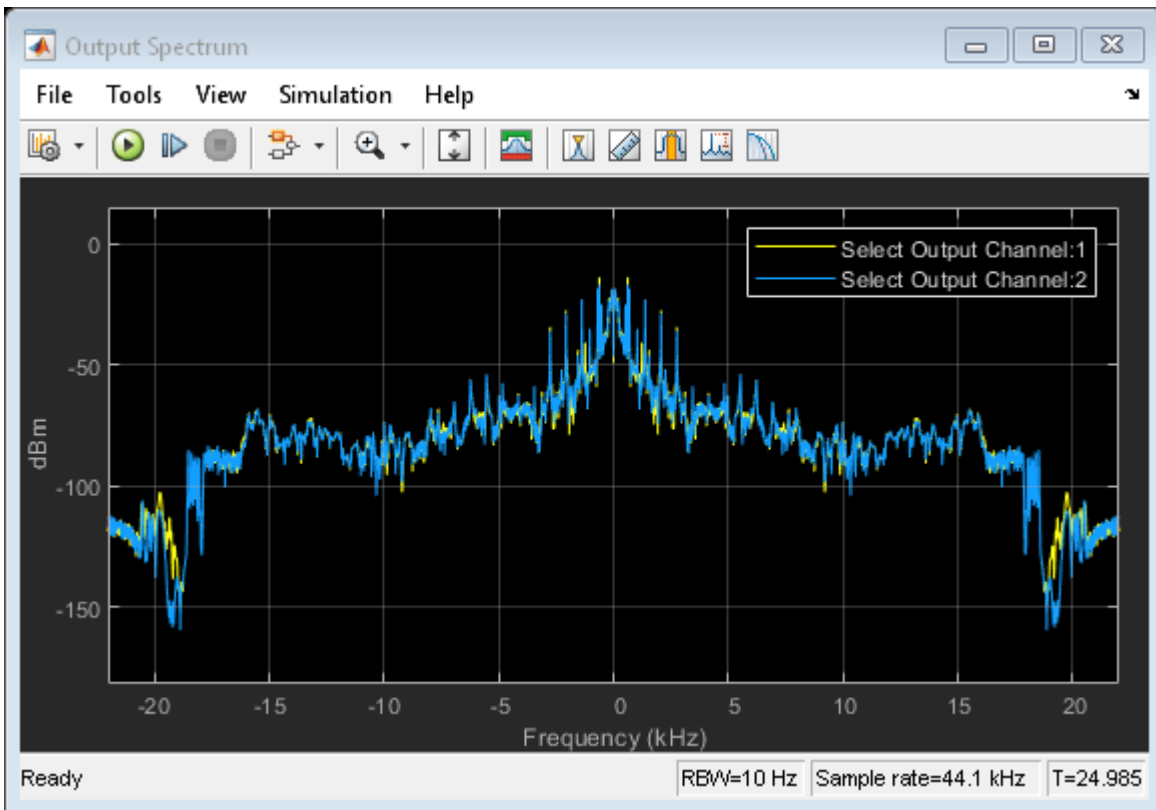 Output Spectrum
File Tools View Simulation Help
Select Output Channel:1
Select Output Channel:2
0
-50
-100
-150
dBm
-20 -15 -10 -5 0 5 10 15 20
Frequency (kHz)
Ready RBW=10 Hz Sample rate=44.1 kHz T=24.985